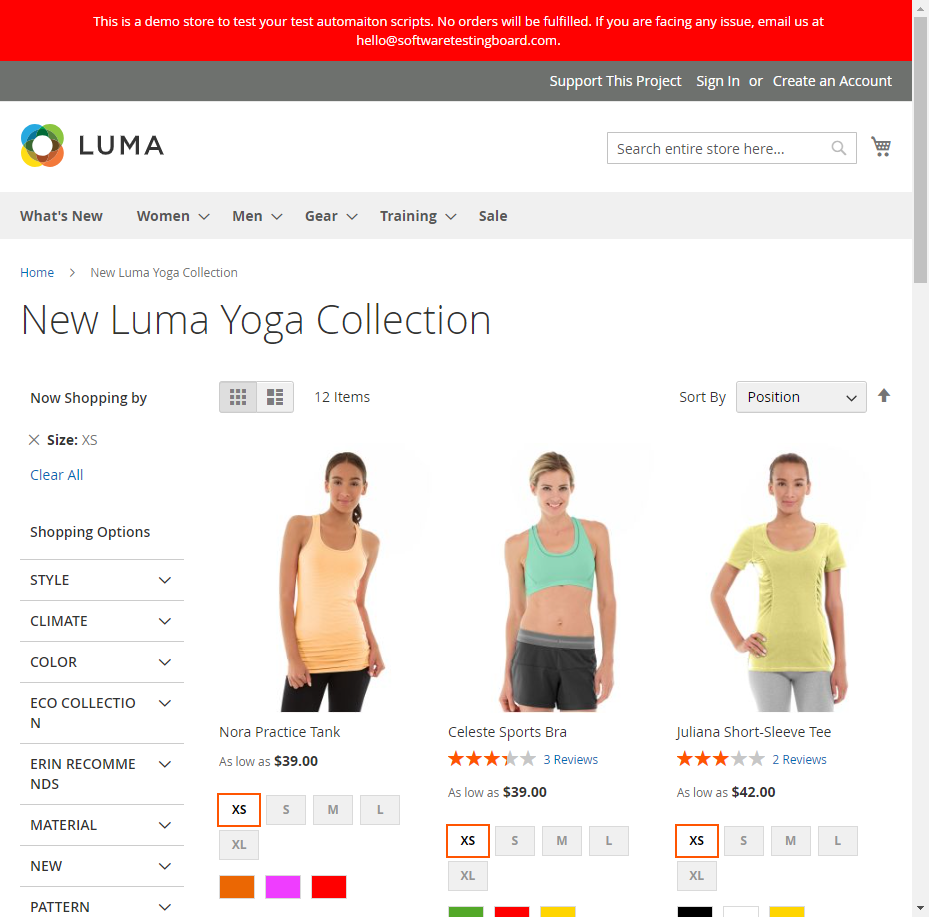 This is a demo store to test your test automaiton scripts. No orders will be fulfilled. If you are facing any issue, email us at
hello@softwaretestingboard.com.
Support This Project Sign In or Create an Account
LUMA
Search entire store here...
What's New Women Men Gear Training Sale
Home > New Luma Yoga Collection
New Luma Yoga Collection
Now Shopping by
12 Items
Sort By Position
Size: XS
Clear All
Shopping Options
STYLE
CLIMATE
COLOR
ECO COLLECTIO
N
ERIN RECOMME
NDS
MATERIAL
NEW
PATTERN
Nora Practice Tank
As low as $39.00
XS S M L
XL
Celeste Sports Bra
3 Reviews
As low as $39.00
XS S M L
XL
Juliana Short-Sleeve Tee
2 Reviews
As low as $42.00
XS S M L
XL